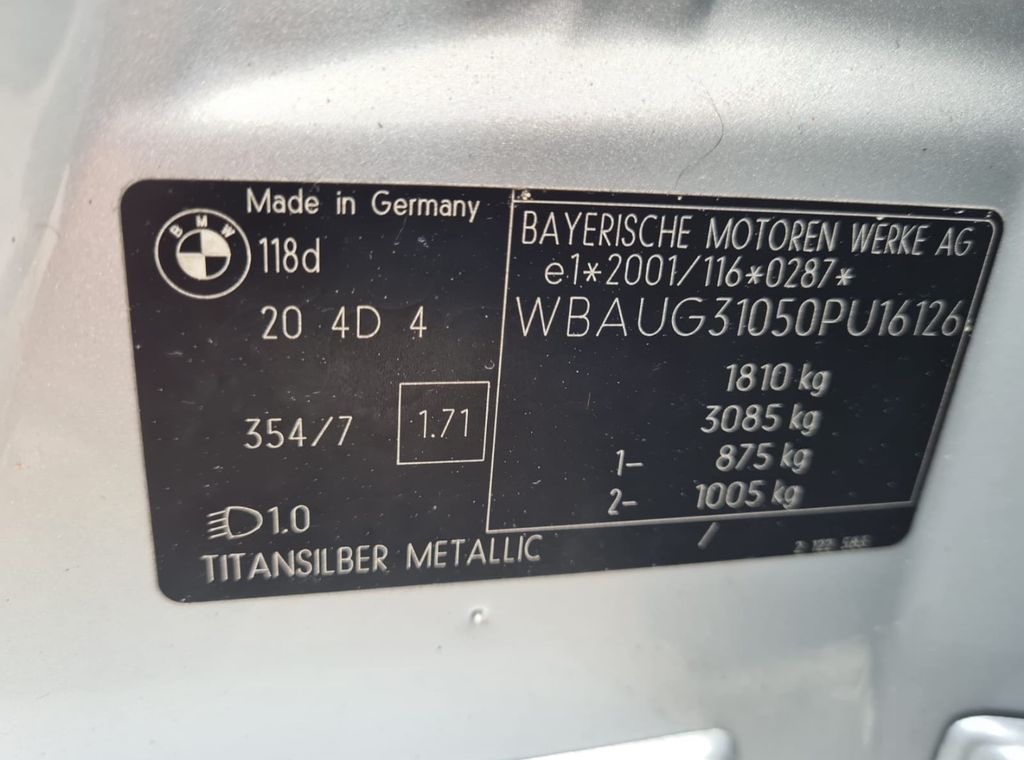 Made in Germany
BMW
118d
20 4D 4
354/7
1.71
1.0
TITANSILBER METALLIC
BAYERISCHE MOTOREN WERKE AG
e1*2001/116*0287*
WBAUG31050PU16126
1810 kg
3085 kg
1- 875 kg
2- 1005 kg
/